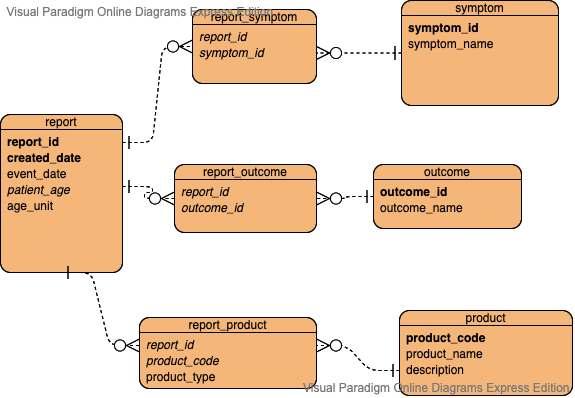 Visual Paradigm Online Diagrams Express Edition
report_symptom
report_id
symptom_id
symptom
symptom_id
symptom_name
report
report_id
created_date
event_date
patient_age
age_unit
report_outcome
report_id
outcome_id
outcome
outcome_id
outcome_name
report_product
report_id
product_code
product_type
product
product_code
product_name
description
Visual Paradigm Online Diagrams Express Edition